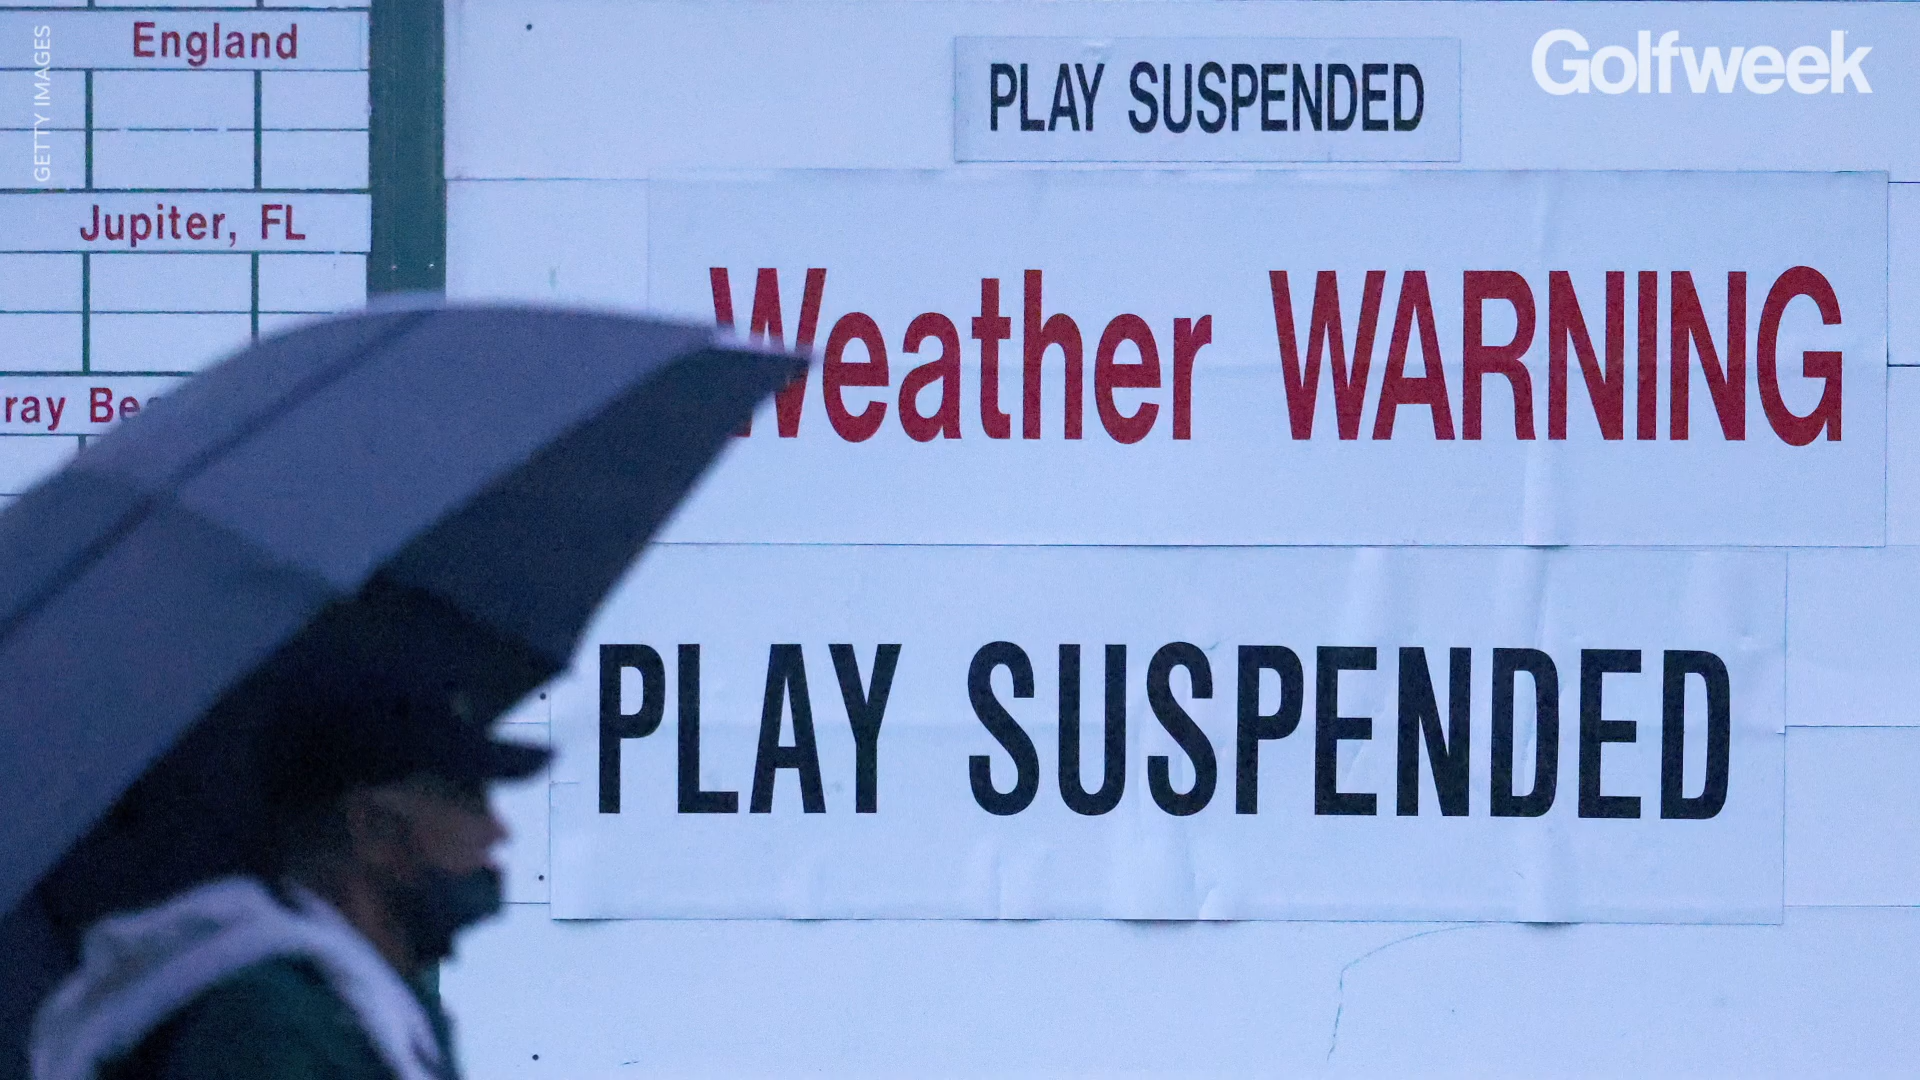 England
Jupiter, FL
ray Be
GETTY IMAGES
PLAY SUSPENDED
Golfweek
Weather WARNING
PLAY SUSPENDED